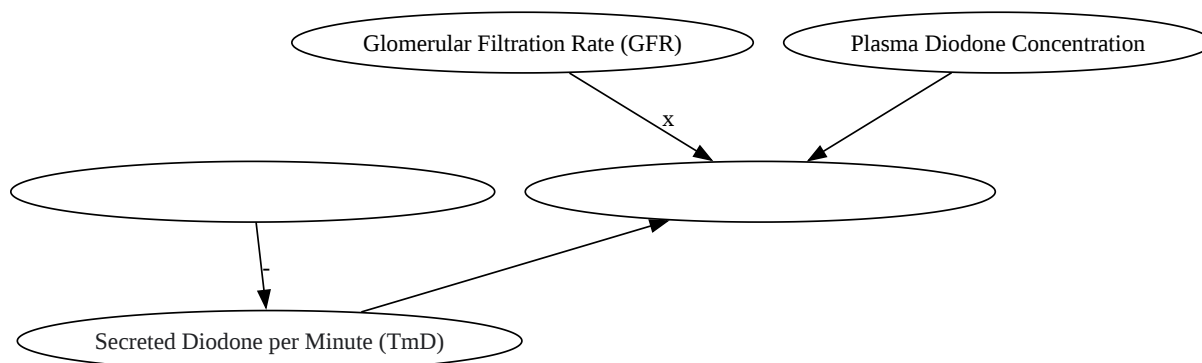 Glomerular Filtration Rate (GFR)
Plasma Diodone Concentration
x
-
Secreted Diodone per Minute (TmD)